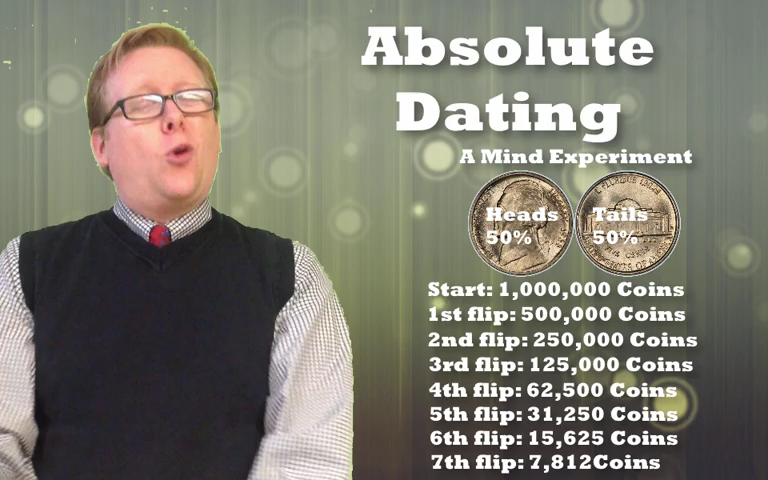 Absolute
Dating
A Mind Experiment
Heads
50%
Tails
50%
Start: 1,000,000 Coins
1st flip: 500,000 Coins
2nd flip: 250,000 Coins
3rd flip: 125,000 Coins
4th flip: 62,500 Coins
5th flip: 31,250 Coins
6th flip: 15,625 Coins
7th flip: 7,812Coins